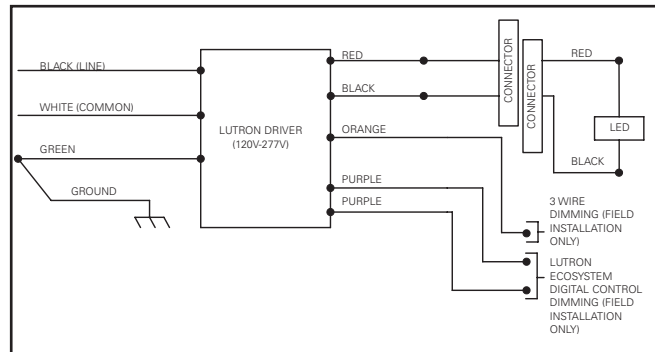 BLACK (LINE)
WHITE (COMMON)
GREEN
GROUND
LUTRON DRIVER
(120V-277V)
RED
BLACK
ORANGE
PURPLE
PURPLE
CONNECTOR
CONNECTOR
RED
LED
BLACK
3 WIRE
DIMMING (FIELD
INSTALLATION
ONLY)
LUTRON
ECOSYSTEM
DIGITAL CONTROL
DIMMING (FIELD
INSTALLATION
ONLY)